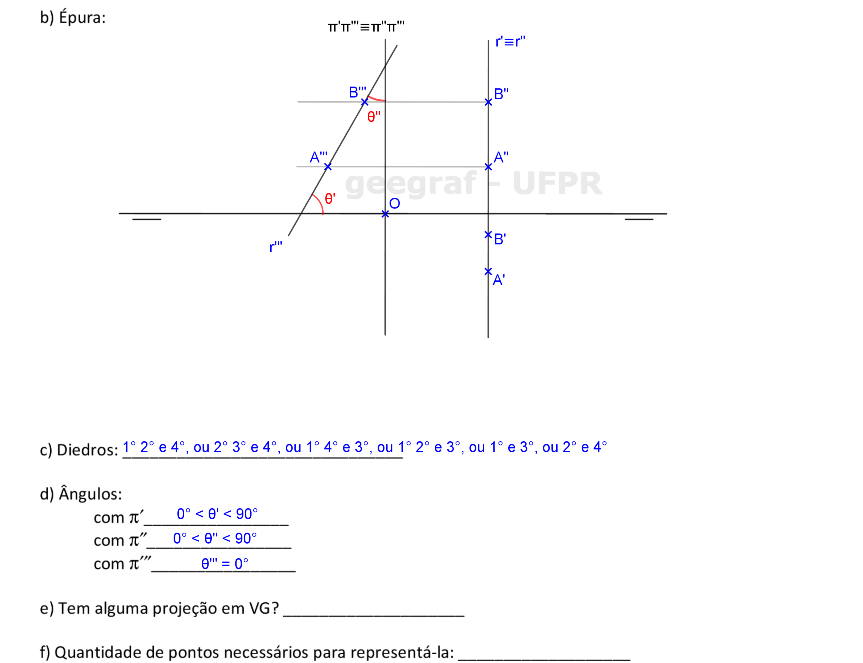 b) Épura:
π'π'''≡π''π'''
r'≡r''
B''' B''
θ''
A''' A''
geegraf - UFPR
θ'
O
B'
r'''
A'
c) Diedros: 1° 2° e 4°, ou 2° 3° e 4°, ou 1° 4° e 3°, ou 1° 2° e 3°, ou 1° e 3°, ou 2° e 4°
d) Ângulos:
com π′ 0° < θ' < 90°
com π″ 0° < θ'' < 90°
com π‴ θ''' = 0°
e) Tem alguma projeção em VG? ____________________
f) Quantidade de pontos necessários para representá-la: ___________________